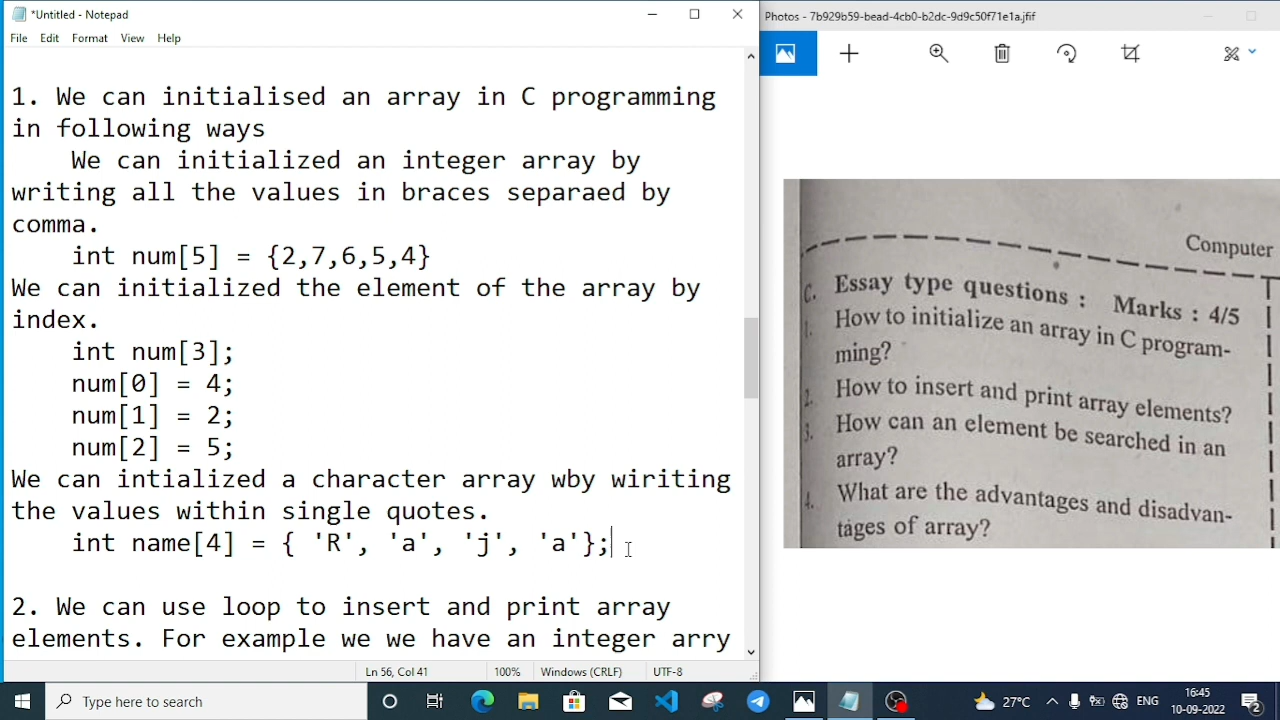 *Untitled - Notepad
File Edit Format View Help
1. We can initialised an array in C programming
in following ways
We can initialized an integer array by
writing all the values in braces separaed by
comma.
int num[5] = {2,7,6,5,4}
We can initialized the element of the array by
index.
int num[3];
num[0] = 4;
num[1] = 2;
num[2] = 5;
We can intialized a character array wby wiriting
the values within single quotes.
int name[4] = { 'R', 'a', 'j', 'a'};
2. We can use loop to insert and print array
elements. For example we we have an integer arry
Ln 56, Col 41 100% Windows (CRLF) UTF-8
Photos - 7b929b59-bead-4cb0-b2dc-9d9c50f71e1a.jfif
Computer
C. Essay type questions : Marks : 4/5
1. How to initialize an array in C program-
ming?
2. How to insert and print array elements?
3. How can an element be searched in an
array?
4. What are the advantages and disadvan-
tages of array?
Type here to search
27°C ENG 16:45
10-09-2022 2